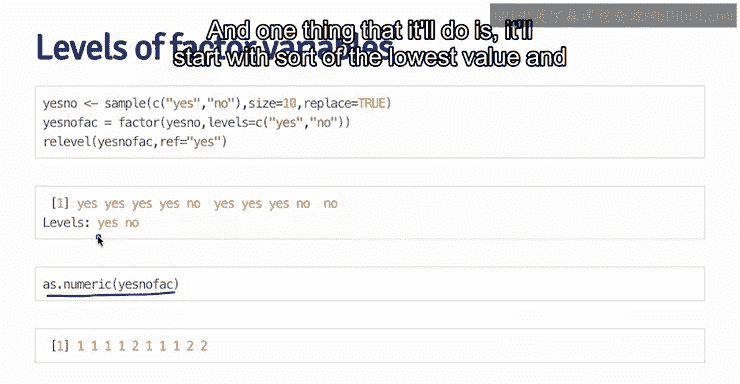 And one thing that it'll do is, it'll
start with sort of the lowest value and
Levels of factor variables
yesno <- sample(c("yes","no"),size=10,replace=TRUE)
yesnofac = factor(yesno,levels=c("yes","no"))
relevel(yesnofac,ref="yes")
[1] yes yes yes yes no  yes yes yes no  no
Levels: yes no
as.numeric(yesnofac)
[1] 1 1 1 1 2 1 1 1 2 2